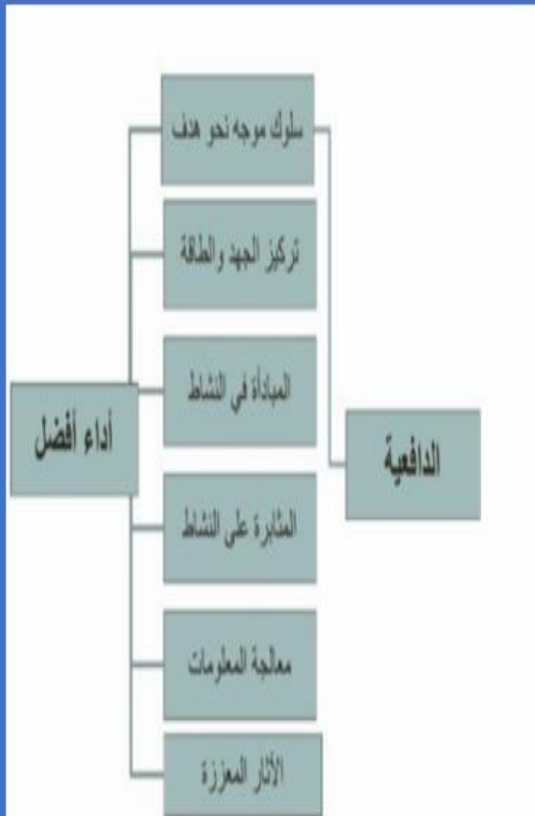 الدافعية
سلوك موجه نحو هدف
تركيز الجهد والطاقة
المبادأة في النشاط
المثابرة على النشاط
معالجة المعلومات
الآثار المعززة
أداء أفضل